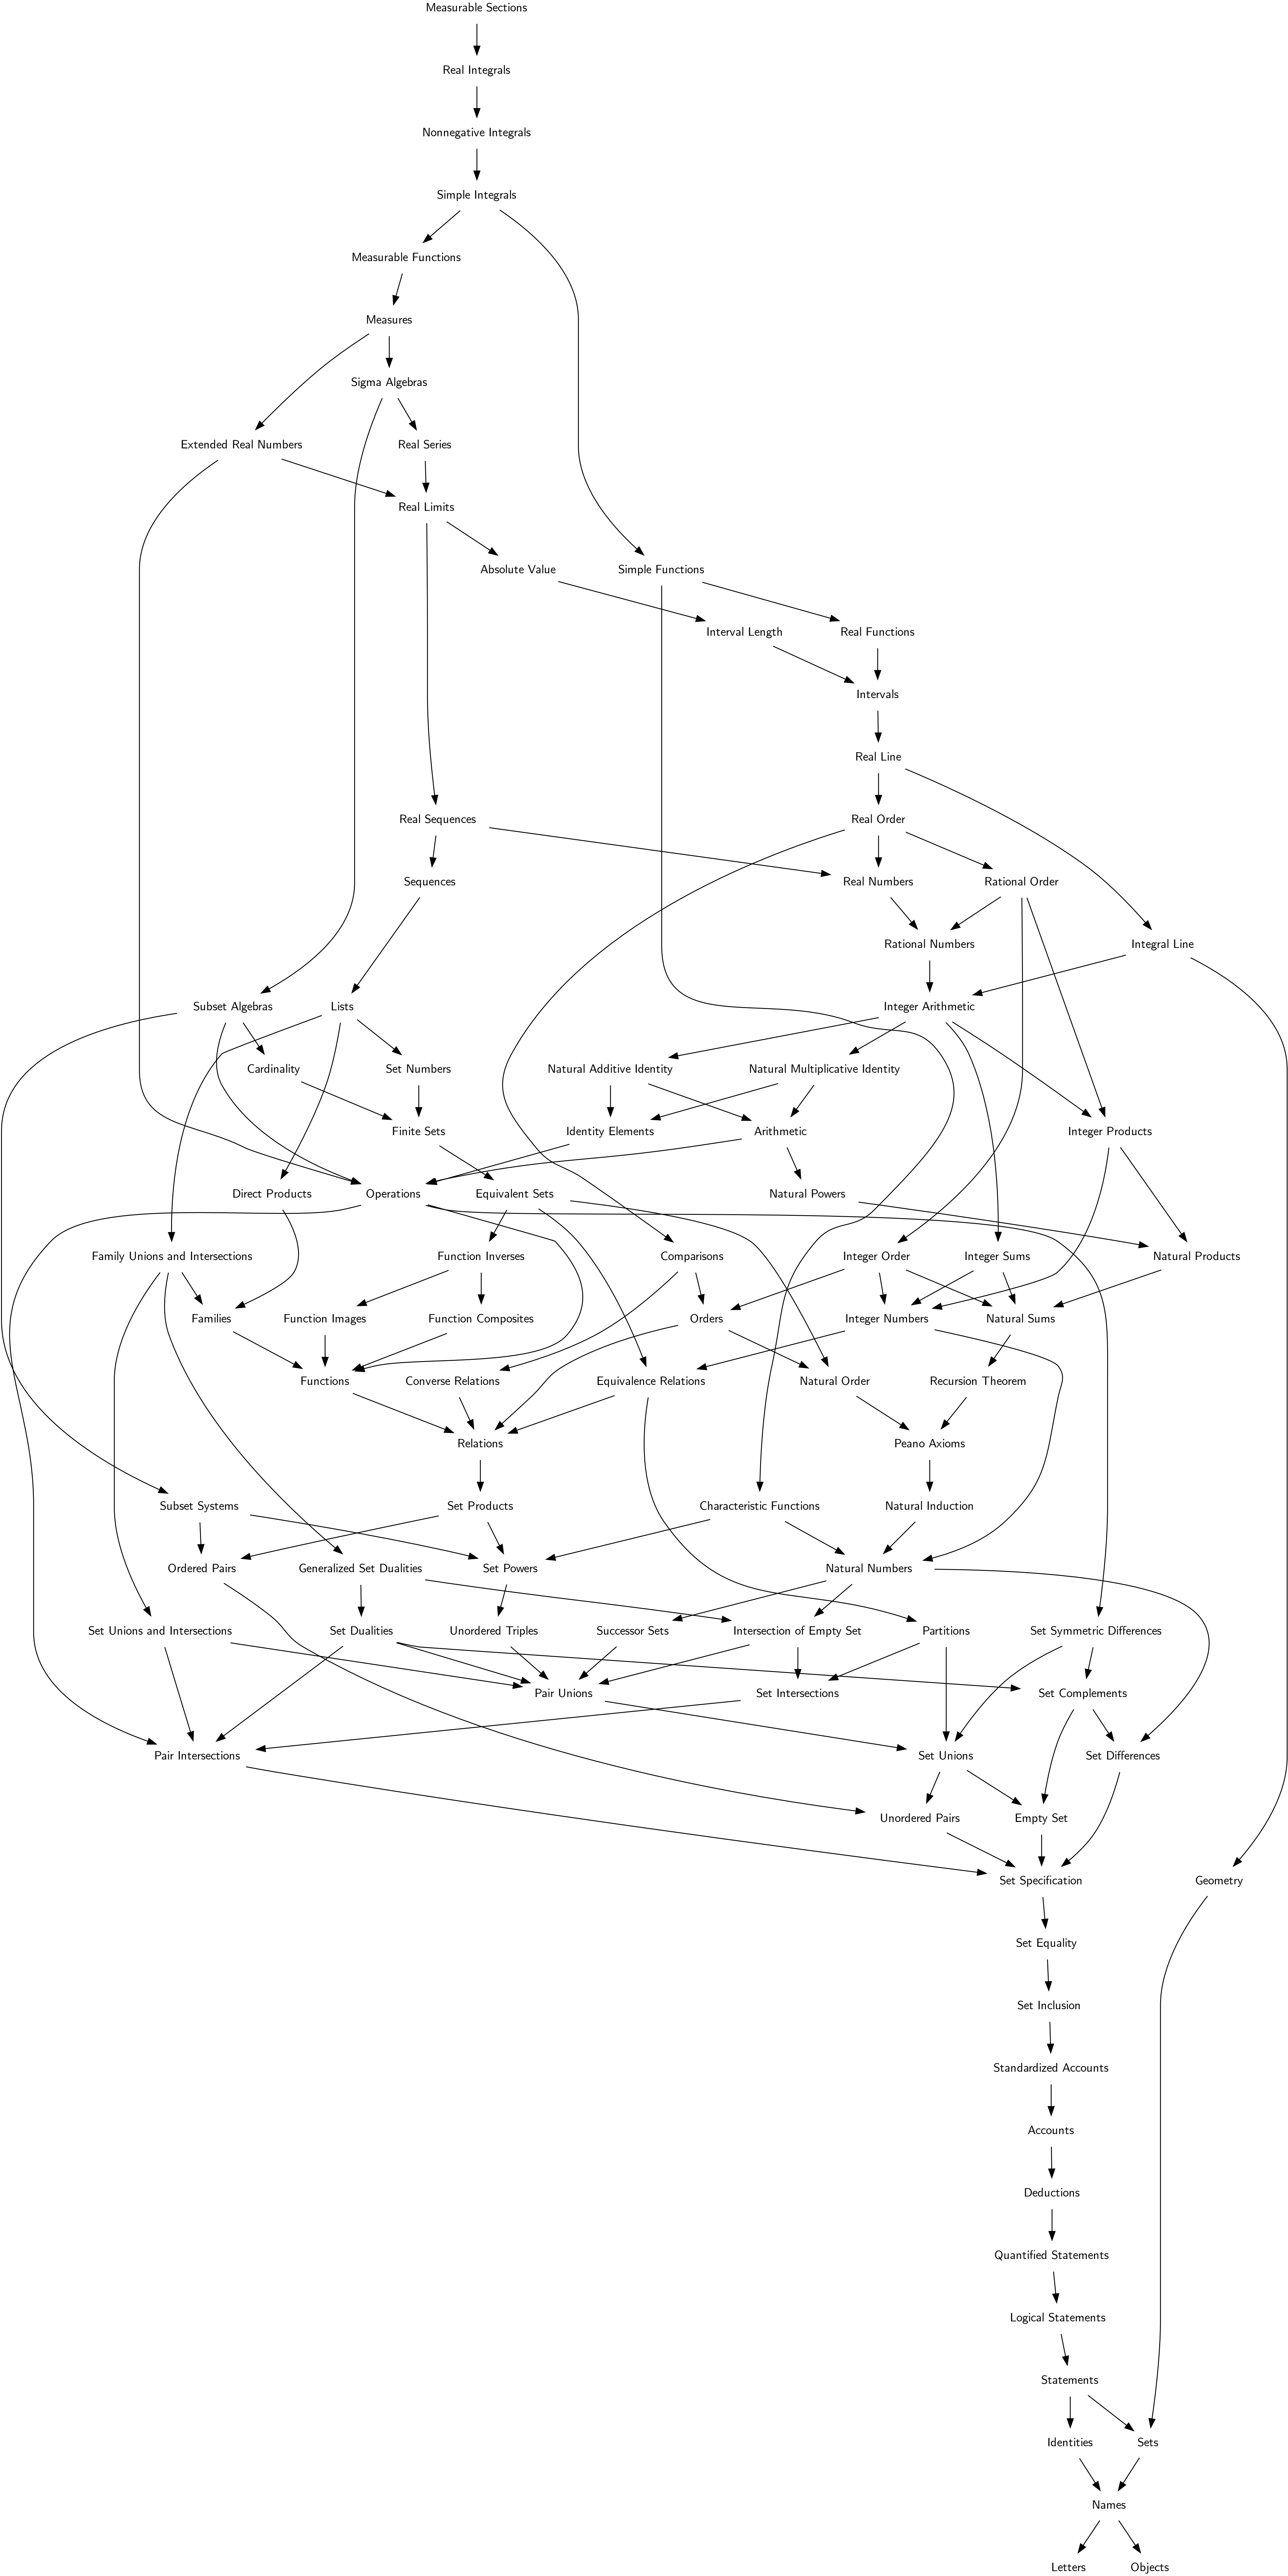 Measurable Sections
Real Integrals
Nonnegative Integrals
Simple Integrals
Measurable Functions
Measures
Sigma Algebras
Extended Real Numbers
Real Series
Real Limits
Absolute Value
Simple Functions
Interval Length
Real Functions
Intervals
Real Line
Real Sequences
Real Order
Sequences
Real Numbers
Rational Order
Rational Numbers
Integral Line
Subset Algebras
Lists
Integer Arithmetic
Cardinality
Set Numbers
Natural Additive Identity
Natural Multiplicative Identity
Finite Sets
Identity Elements
Arithmetic
Integer Products
Direct Products
Operations
Equivalent Sets
Natural Powers
Family Unions and Intersections
Function Inverses
Comparisons
Integer Order
Integer Sums
Natural Products
Families
Function Images
Function Composites
Orders
Integer Numbers
Natural Sums
Functions
Converse Relations
Equivalence Relations
Natural Order
Recursion Theorem
Relations
Peano Axioms
Subset Systems
Set Products
Characteristic Functions
Natural Induction
Ordered Pairs
Generalized Set Dualities
Set Powers
Natural Numbers
Set Unions and Intersections
Set Dualities
Unordered Triples
Successor Sets
Intersection of Empty Set
Partitions
Set Symmetric Differences
Pair Unions
Set Intersections
Set Complements
Pair Intersections
Set Unions
Set Differences
Unordered Pairs
Empty Set
Set Specification
Geometry
Set Equality
Set Inclusion
Standardized Accounts
Accounts
Deductions
Quantified Statements
Logical Statements
Statements
Identities
Sets
Names
Letters
Objects